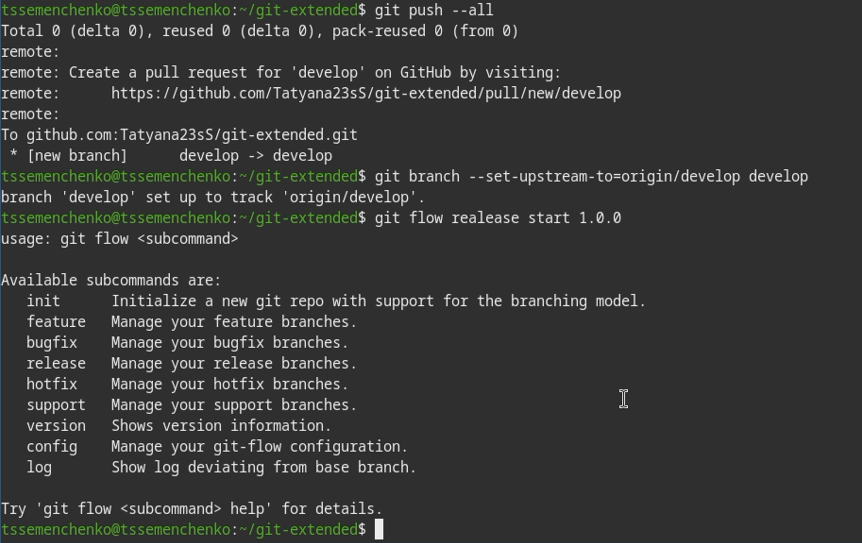 tssemenchenko@tssemenchenko:~/git-extended$ git push --all
Total 0 (delta 0), reused 0 (delta 0), pack-reused 0 (from 0)
remote:
remote: Create a pull request for 'develop' on GitHub by visiting:
remote:      https://github.com/Tatyana23sS/git-extended/pull/new/develop
remote:
To github.com:Tatyana23sS/git-extended.git
 * [new branch]      develop -> develop
tssemenchenko@tssemenchenko:~/git-extended$ git branch --set-upstream-to=origin/develop develop
branch 'develop' set up to track 'origin/develop'.
tssemenchenko@tssemenchenko:~/git-extended$ git flow realease start 1.0.0
usage: git flow <subcommand>

Available subcommands are:
   init      Initialize a new git repo with support for the branching model.
   feature   Manage your feature branches.
   bugfix    Manage your bugfix branches.
   release   Manage your release branches.
   hotfix    Manage your hotfix branches.
   support   Manage your support branches.
   version   Shows version information.
   config    Manage your git-flow configuration.
   log       Show log deviating from base branch.

Try 'git flow <subcommand> help' for details.
tssemenchenko@tssemenchenko:~/git-extended$